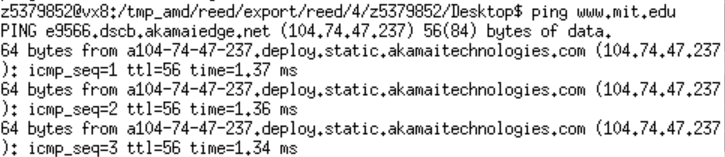 z5379852@vx8:/tmp_amd/reed/export/reed/4/z5379852/Desktop$ ping www.mit.edu
PING e9566.dscb.akamaiedge.net (104.74.47.237) 56(84) bytes of data.
64 bytes from a104-74-47-237.deploy.static.akamaitechnologies.com (104.74.47.237
): icmp_seq=1 ttl=56 time=1.37 ms
64 bytes from a104-74-47-237.deploy.static.akamaitechnologies.com (104.74.47.237
): icmp_seq=2 ttl=56 time=1.36 ms
64 bytes from a104-74-47-237.deploy.static.akamaitechnologies.com (104.74.47.237
): icmp_seq=3 ttl=56 time=1.34 ms